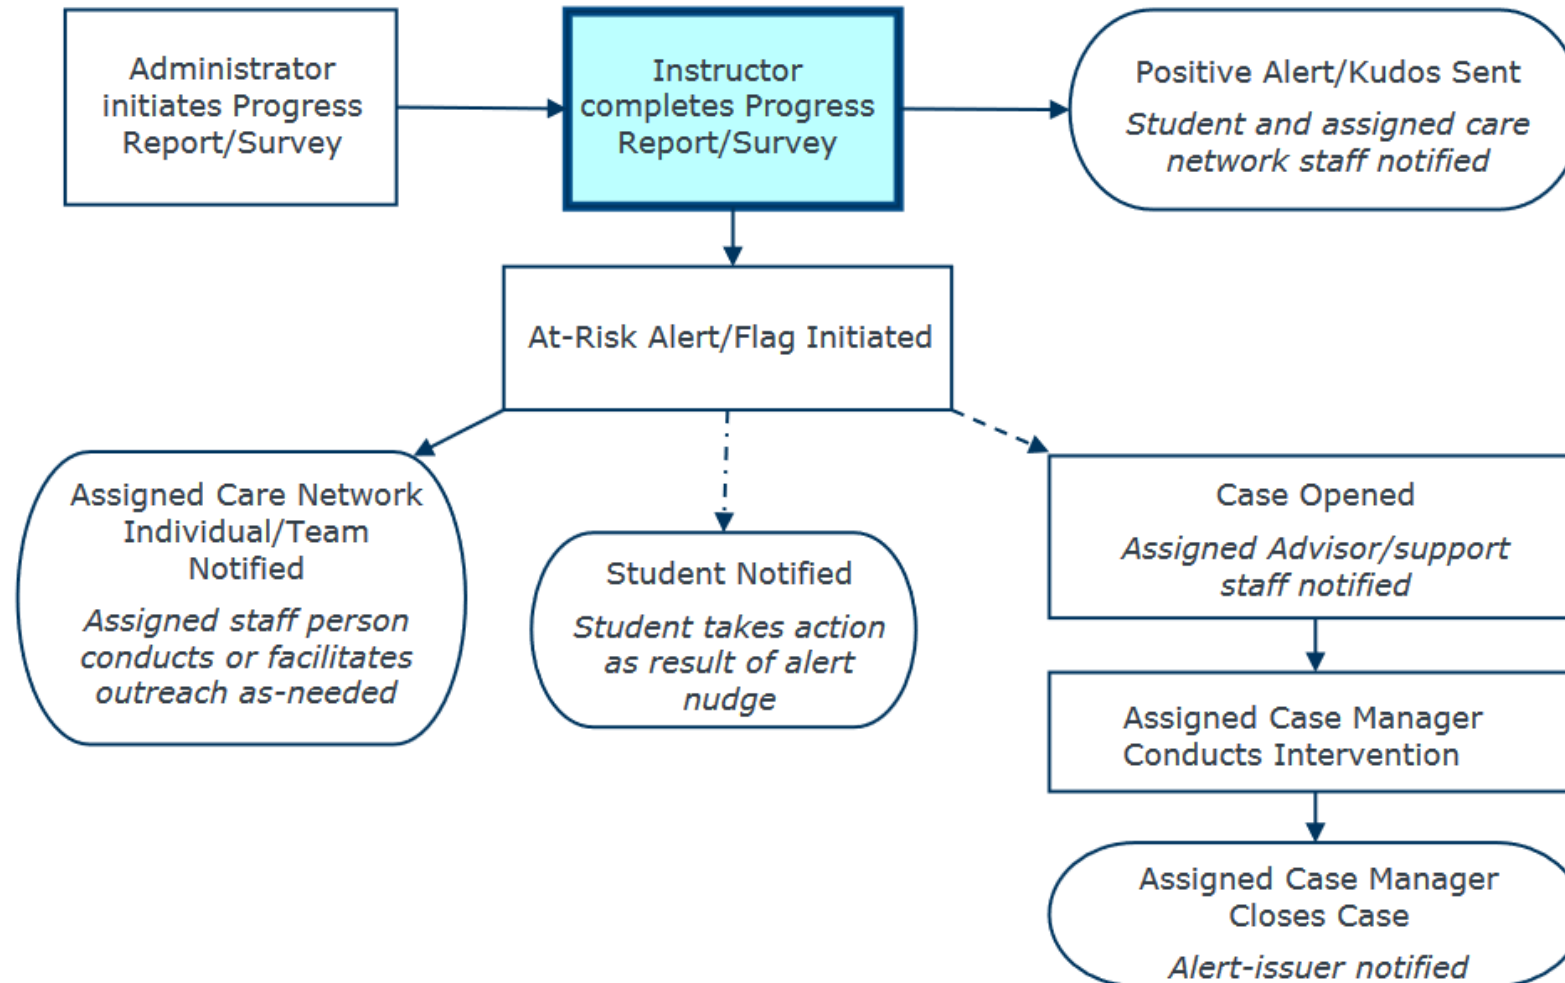 Administrator
initiates Progress
Report/Survey
Instructor
completes Progress
Report/Survey
Positive Alert/Kudos Sent
Student and assigned care
network staff notified
At-Risk Alert/Flag Initiated
Assigned Care Network
Individual/Team
Notified
Assigned staff person
conducts or facilitates
outreach as-needed
Student Notified
Student takes action
as result of alert
nudge
Case Opened
Assigned Advisor/support
staff notified
Assigned Case Manager
Conducts Intervention
Assigned Case Manager
Closes Case
Alert-issuer notified